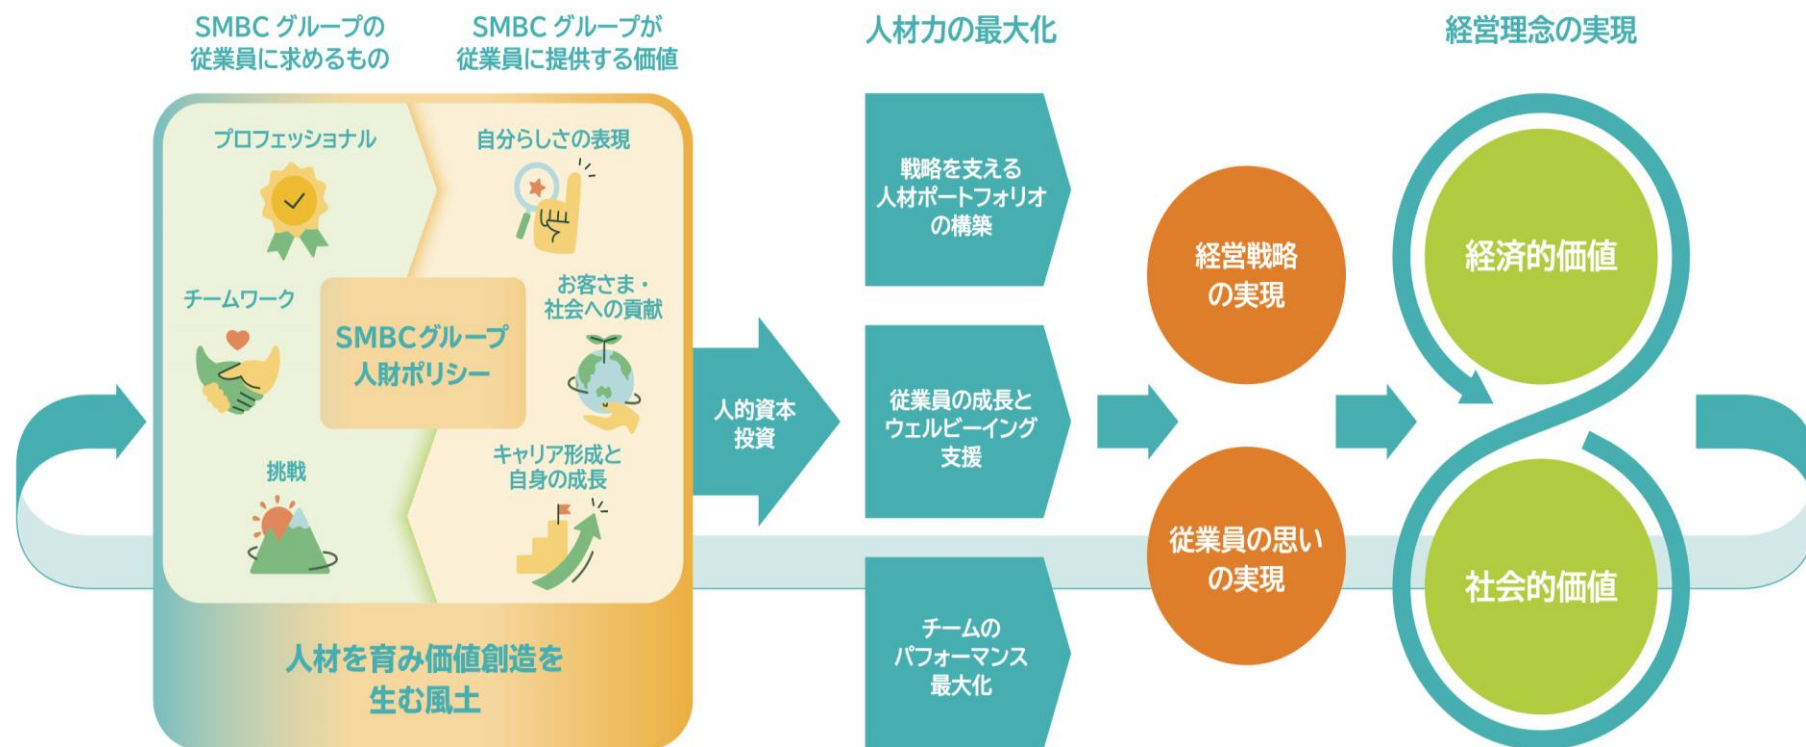 SMBC グループの
従業員に求めるもの
SMBC グループが
従業員に提供する価値
人材力の最大化
経営理念の実現
プロフェッショナル
自分らしさの表現
チームワーク
お客さま・
社会への貢献
SMBCグループ
人財ポリシー
挑戦
キャリア形成と
自身の成長
人材を育み価値創造を
生む風土
人的資本
投資
戦略を支える
人材ポートフォリオ
の構築
従業員の成長と
ウェルビーイング
支援
チームの
パフォーマンス
最大化
経営戦略
の実現
従業員の思い
の実現
経済的価値
社会的価値